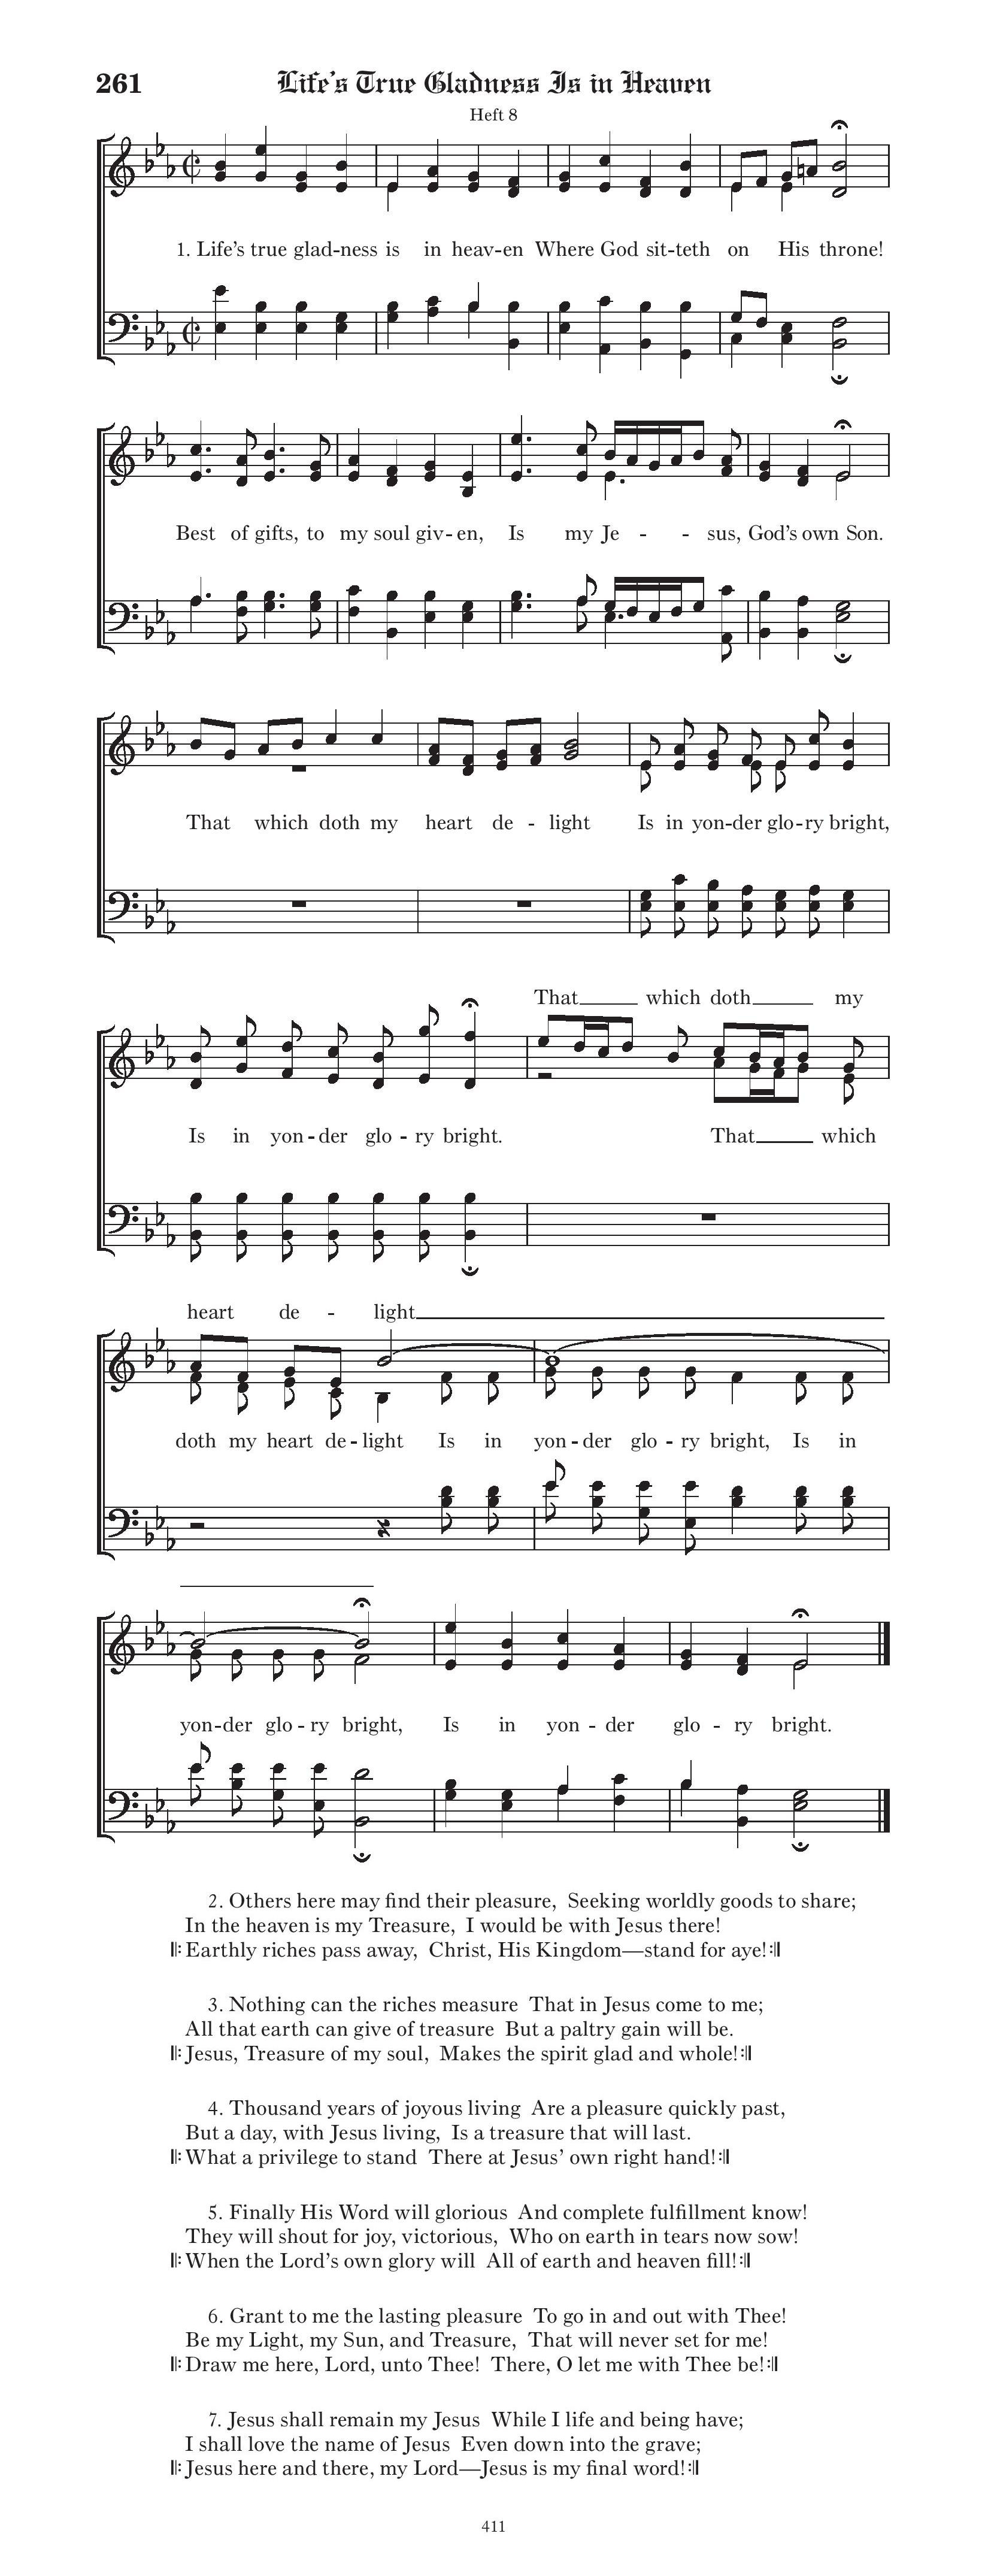 261 Life's True Gladness Is in Heaven
Heft 8
1. Life's true glad-ness is in heav-en Where God sit-teth on His throne!
Best of gifts, to my soul giv-en, Is my Je - - sus, God's own Son.
That which doth my heart de - light Is in yon-der glo-ry bright,
That which doth my
Is in yon-der glo-ry bright. That which
heart de - light
doth my heart de-light Is in yon-der glo-ry bright, Is in
yon-der glo-ry bright, Is in yon-der glo-ry bright.
2. Others here may find their pleasure, Seeking worldly goods to share;
In the heaven is my Treasure, I would be with Jesus there!
𝄆 Earthly riches pass away, Christ, His Kingdom—stand for aye! 𝄇
3. Nothing can the riches measure That in Jesus come to me;
All that earth can give of treasure But a paltry gain will be.
𝄆 Jesus, Treasure of my soul, Makes the spirit glad and whole! 𝄇
4. Thousand years of joyous living Are a pleasure quickly past,
But a day, with Jesus living, Is a treasure that will last.
𝄆 What a privilege to stand There at Jesus' own right hand! 𝄇
5. Finally His Word will glorious And complete fulfillment know!
They will shout for joy, victorious, Who on earth in tears now sow!
𝄆 When the Lord's own glory will All of earth and heaven fill! 𝄇
6. Grant to me the lasting pleasure To go in and out with Thee!
Be my Light, my Sun, and Treasure, That will never set for me!
𝄆 Draw me here, Lord, unto Thee! There, O let me with Thee be! 𝄇
7. Jesus shall remain my Jesus While I life and being have;
I shall love the name of Jesus Even down into the grave;
𝄆 Jesus here and there, my Lord—Jesus is my final word! 𝄇
411